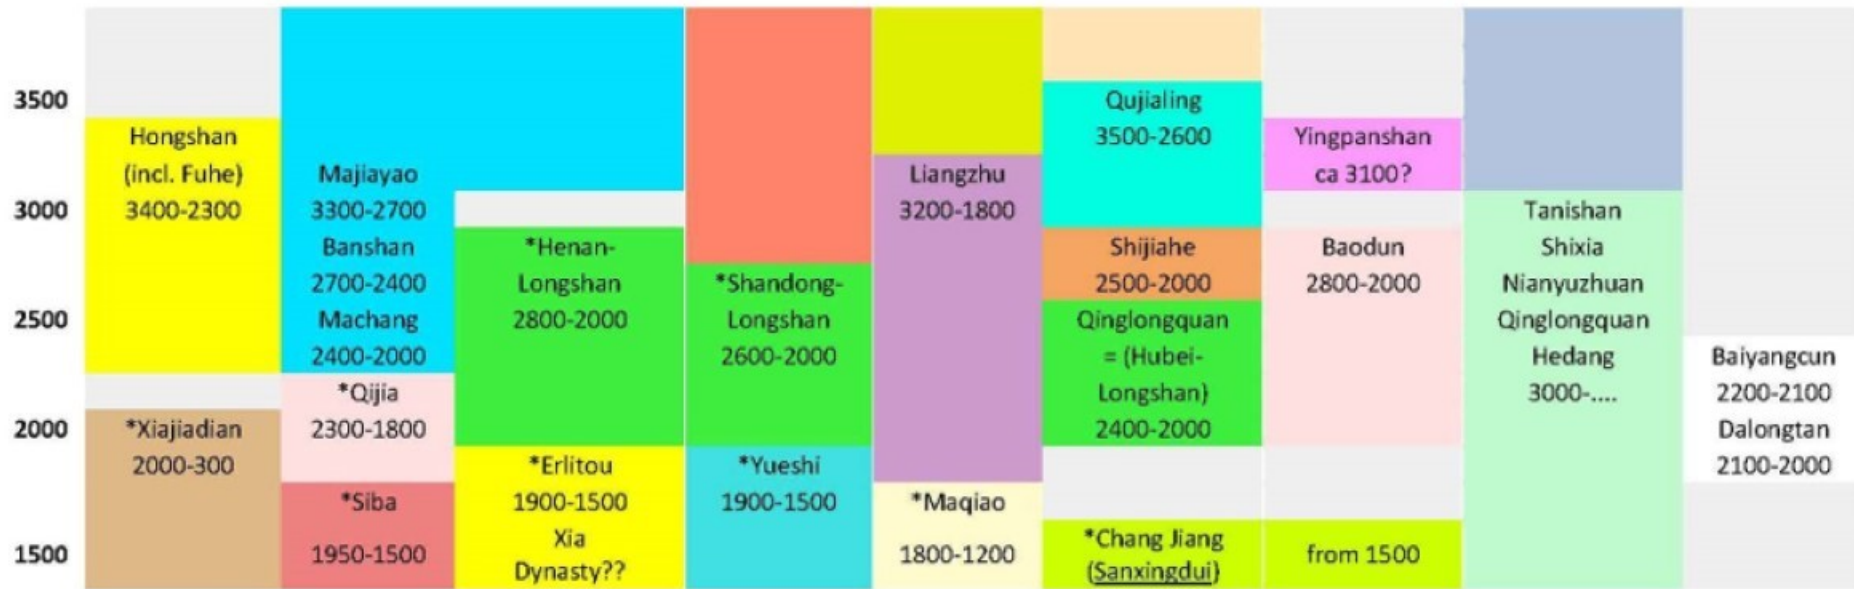 3500
3000
2500
2000
1500
Hongshan
(incl. Fuhe)
3400-2300
*Xiajiadian
2000-300
Majiayao
3300-2700
Banshan
2700-2400
Machang
2400-2000
*Qijia
2300-1800
*Siba
1950-1500
*Henan-
Longshan
2800-2000
*Erlitou
1900-1500
Xia
Dynasty??
*Shandong-
Longshan
2600-2000
*Yueshi
1900-1500
Liangzhu
3200-1800
*Maqiao
1800-1200
Qujialing
3500-2600
Shijiahe
2500-2000
Qinglongquan
= (Hubei-
Longshan)
2400-2000
*Chang Jiang
(Sanxingdui)
Yingpanshan
ca 3100?
Baodun
2800-2000
from 1500
Tanishan
Shixia
Nianyuzhuan
Qinglongquan
Hedang
3000-....
Baiyangcun
2200-2100
Dalongtan
2100-2000